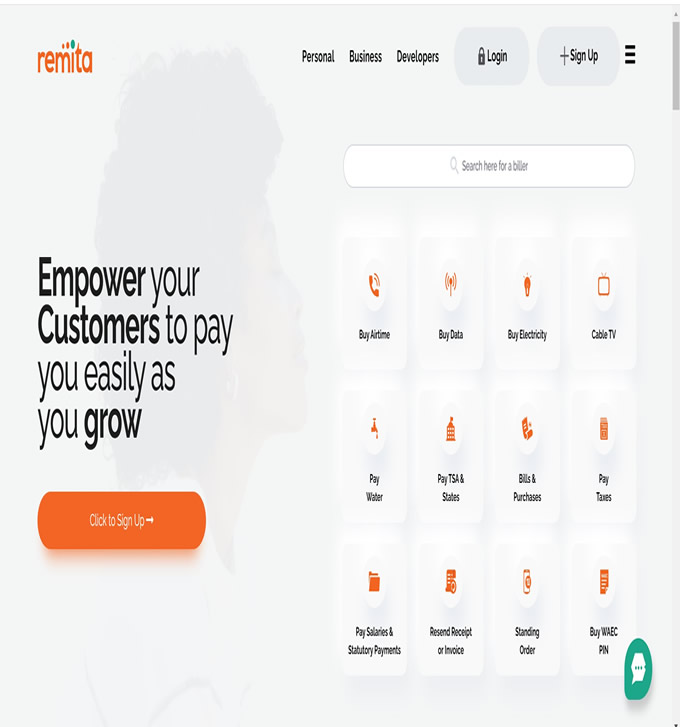 remita
Personal Business Developers Login Sign Up
Search here for a biller
Empower your
Customers to pay
you easily as
you grow
Click to Sign Up
Buy Airtime Buy Data Buy Electricity Cable TV
Pay Pay TSA & Bills & Pay
Water States Purchases Taxes
Pay Salaries & Resend Receipt Standing Buy WAEC
Statutory Payments or Invoice Order PIN